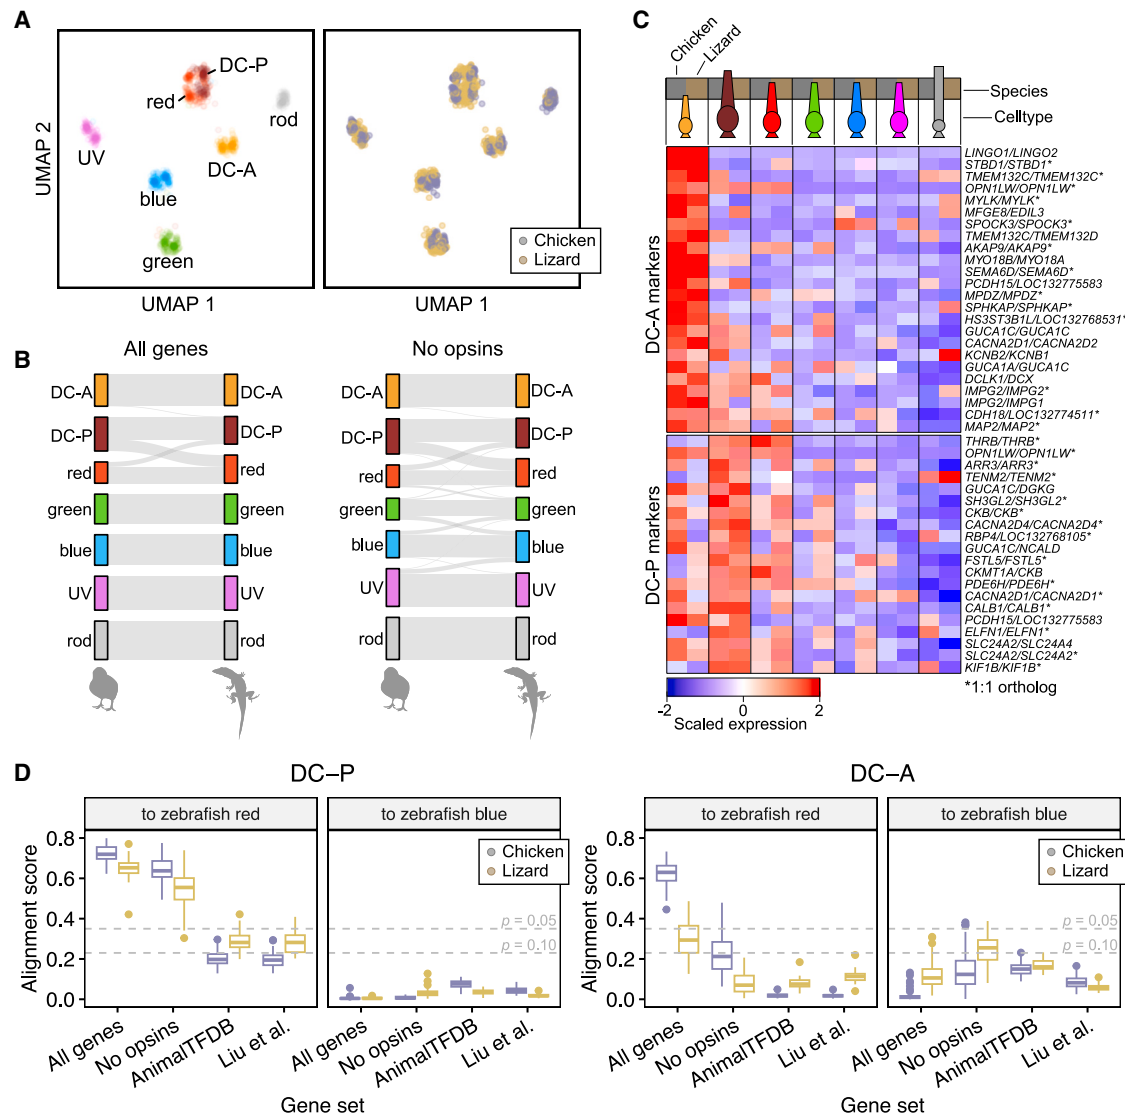 A
DC-P
red
rod
UV
DC-A
blue
green
UMAP 2
UMAP 1
Chicken
Lizard
UMAP 1
B
All genes
No opsins
DC-A
DC-P
red
green
blue
UV
rod
DC-A
DC-P
red
green
blue
UV
rod
DC-A
DC-P
red
green
blue
UV
rod
DC-A
DC-P
red
green
blue
UV
rod
C
Chicken
Lizard
Species
Celltype
DC-A markers
LINGO1/LINGO2
STBD1/STBD1*
TMEM132C/TMEM132C*
OPN1LW/OPN1LW*
MYLK/MYLK*
MFGE8/EDIL3
SPOCK3/SPOCK3*
TMEM132C/TMEM132D
AKAP9/AKAP9*
MYO18B/MYO18A
SEMA6D/SEMA6D*
PCDH15/LOC132775583
MPDZ/MPDZ*
SPHKAP/SPHKAP*
HS3ST3B1L/LOC132768531*
GUCA1C/GUCA1C
CACNA2D1/CACNA2D2
KCNB2/KCNB1
GUCA1A/GUCA1C
DCLK1/DCX
IMPG2/IMPG2*
IMPG2/IMPG1
CDH18/LOC132774511*
MAP2/MAP2*
DC-P markers
THRB/THRB*
OPN1LW/OPN1LW*
ARR3/ARR3*
TENM2/TENM2*
GUCA1C/DGKG
SH3GL2/SH3GL2*
CKB/CKB*
CACNA2D4/CACNA2D4*
RBP4/LOC132768105*
GUCA1C/NCALD
FSTL5/FSTL5*
CKMT1A/CKB
PDE6H/PDE6H*
CACNA2D1/CACNA2D1*
CALB1/CALB1*
PCDH15/LOC132775583
ELFN1/ELFN1*
SLC24A2/SLC24A4
SLC24A2/SLC24A2*
KIF1B/KIF1B*
*1:1 ortholog
-2 0 2
Scaled expression
D
DC–P
to zebrafish red
to zebrafish blue
Alignment score
0.8
0.6
0.4
0.2
0.0
Chicken
Lizard
p = 0.05
p = 0.10
All genes
No opsins
AnimalTFDB
Liu et al.
All genes
No opsins
AnimalTFDB
Liu et al.
Gene set
DC–A
to zebrafish red
to zebrafish blue
Alignment score
0.8
0.6
0.4
0.2
0.0
Chicken
Lizard
p = 0.05
p = 0.10
All genes
No opsins
AnimalTFDB
Liu et al.
All genes
No opsins
AnimalTFDB
Liu et al.
Gene set